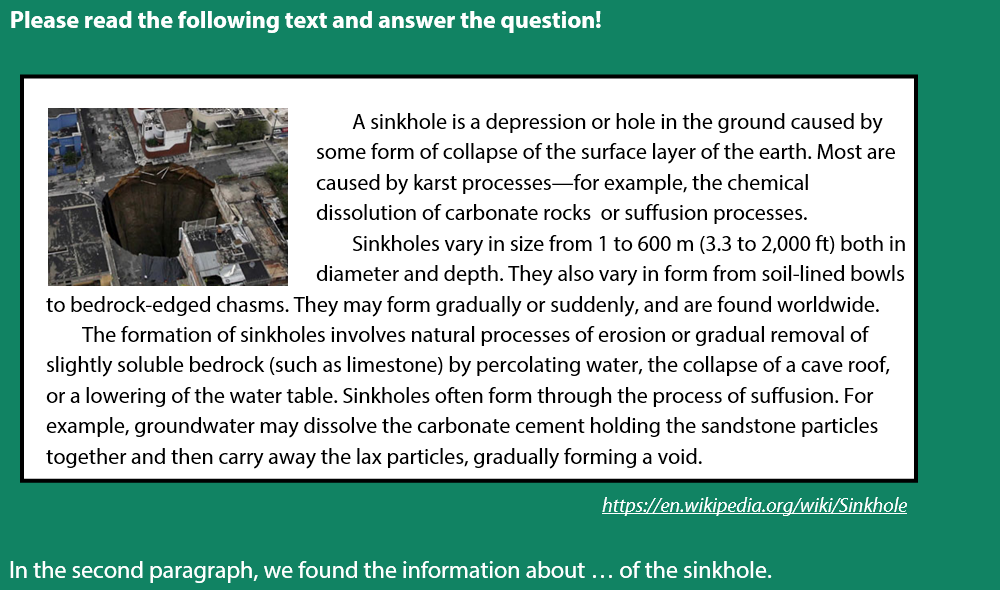 Please read the following text and answer the question!
A sinkhole is a depression or hole in the ground caused by
some form of collapse of the surface layer of the earth. Most are
caused by karst processes—for example, the chemical
dissolution of carbonate rocks  or suffusion processes.
Sinkholes vary in size from 1 to 600 m (3.3 to 2,000 ft) both in
diameter and depth. They also vary in form from soil-lined bowls
to bedrock-edged chasms. They may form gradually or suddenly, and are found worldwide.
The formation of sinkholes involves natural processes of erosion or gradual removal of
slightly soluble bedrock (such as limestone) by percolating water, the collapse of a cave roof,
or a lowering of the water table. Sinkholes often form through the process of suffusion. For
example, groundwater may dissolve the carbonate cement holding the sandstone particles
together and then carry away the lax particles, gradually forming a void.
https://en.wikipedia.org/wiki/Sinkhole
In the second paragraph, we found the information about … of the sinkhole.